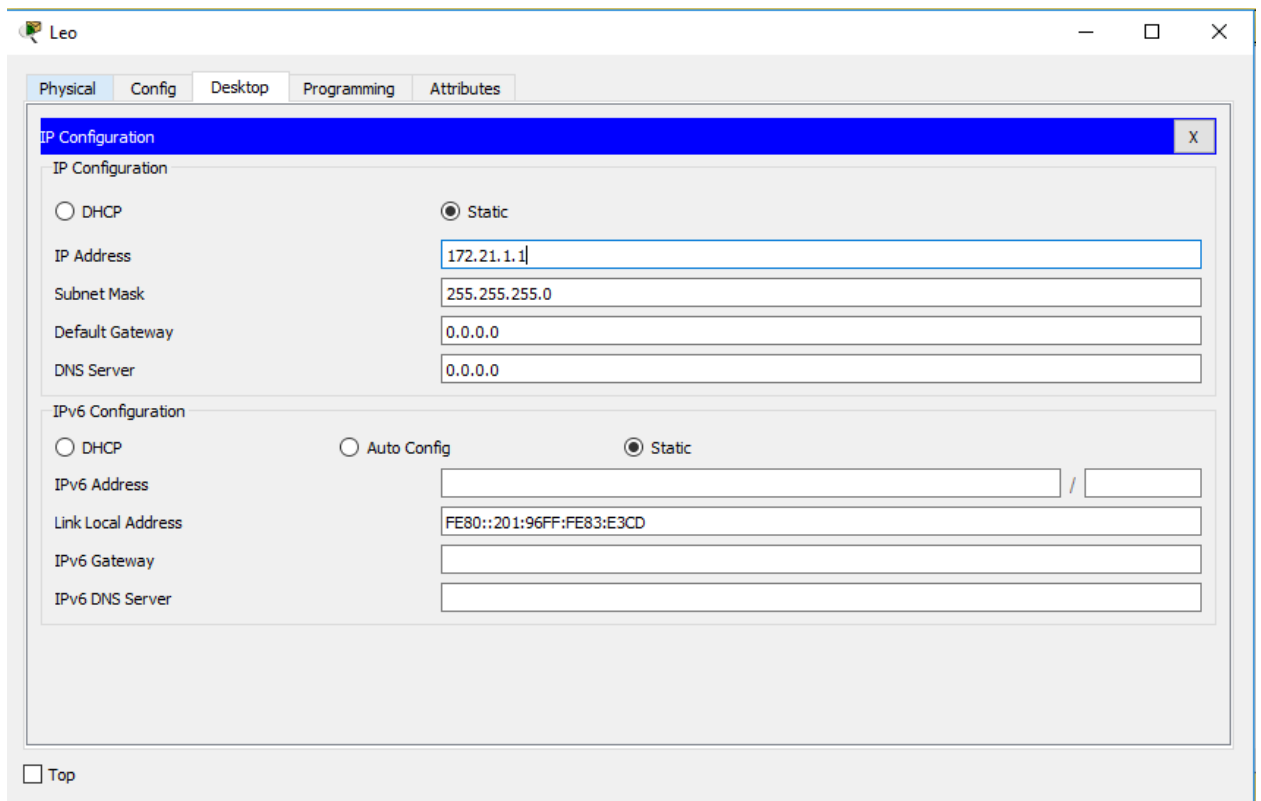 Leo
Physical Config Desktop Programming Attributes
IP Configuration X
IP Configuration
DHCP Static
IP Address 172.21.1.1
Subnet Mask 255.255.255.0
Default Gateway 0.0.0.0
DNS Server 0.0.0.0
IPv6 Configuration
DHCP Auto Config Static
IPv6 Address /
Link Local Address FE80::201:96FF:FE83:E3CD
IPv6 Gateway
IPv6 DNS Server
Top